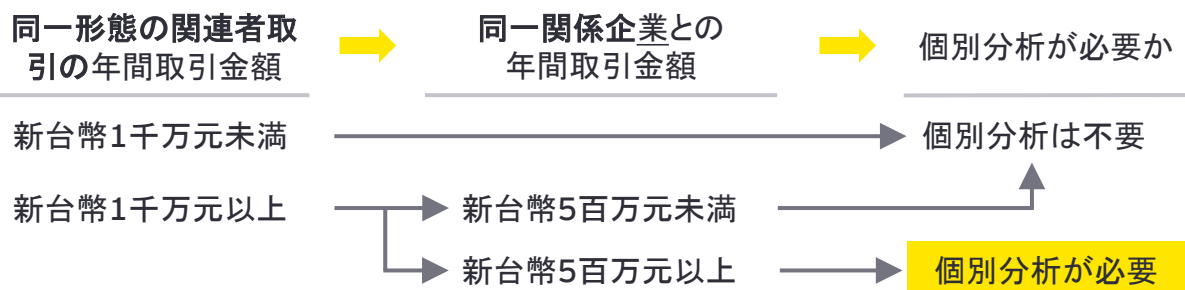 同一形態の関連者取
引の年間取引金額
同一関係企業との
年間取引金額
個別分析が必要か
新台幣1千万元未満
個別分析は不要
新台幣1千万元以上
新台幣5百万元未満
新台幣5百万元以上
個別分析が必要